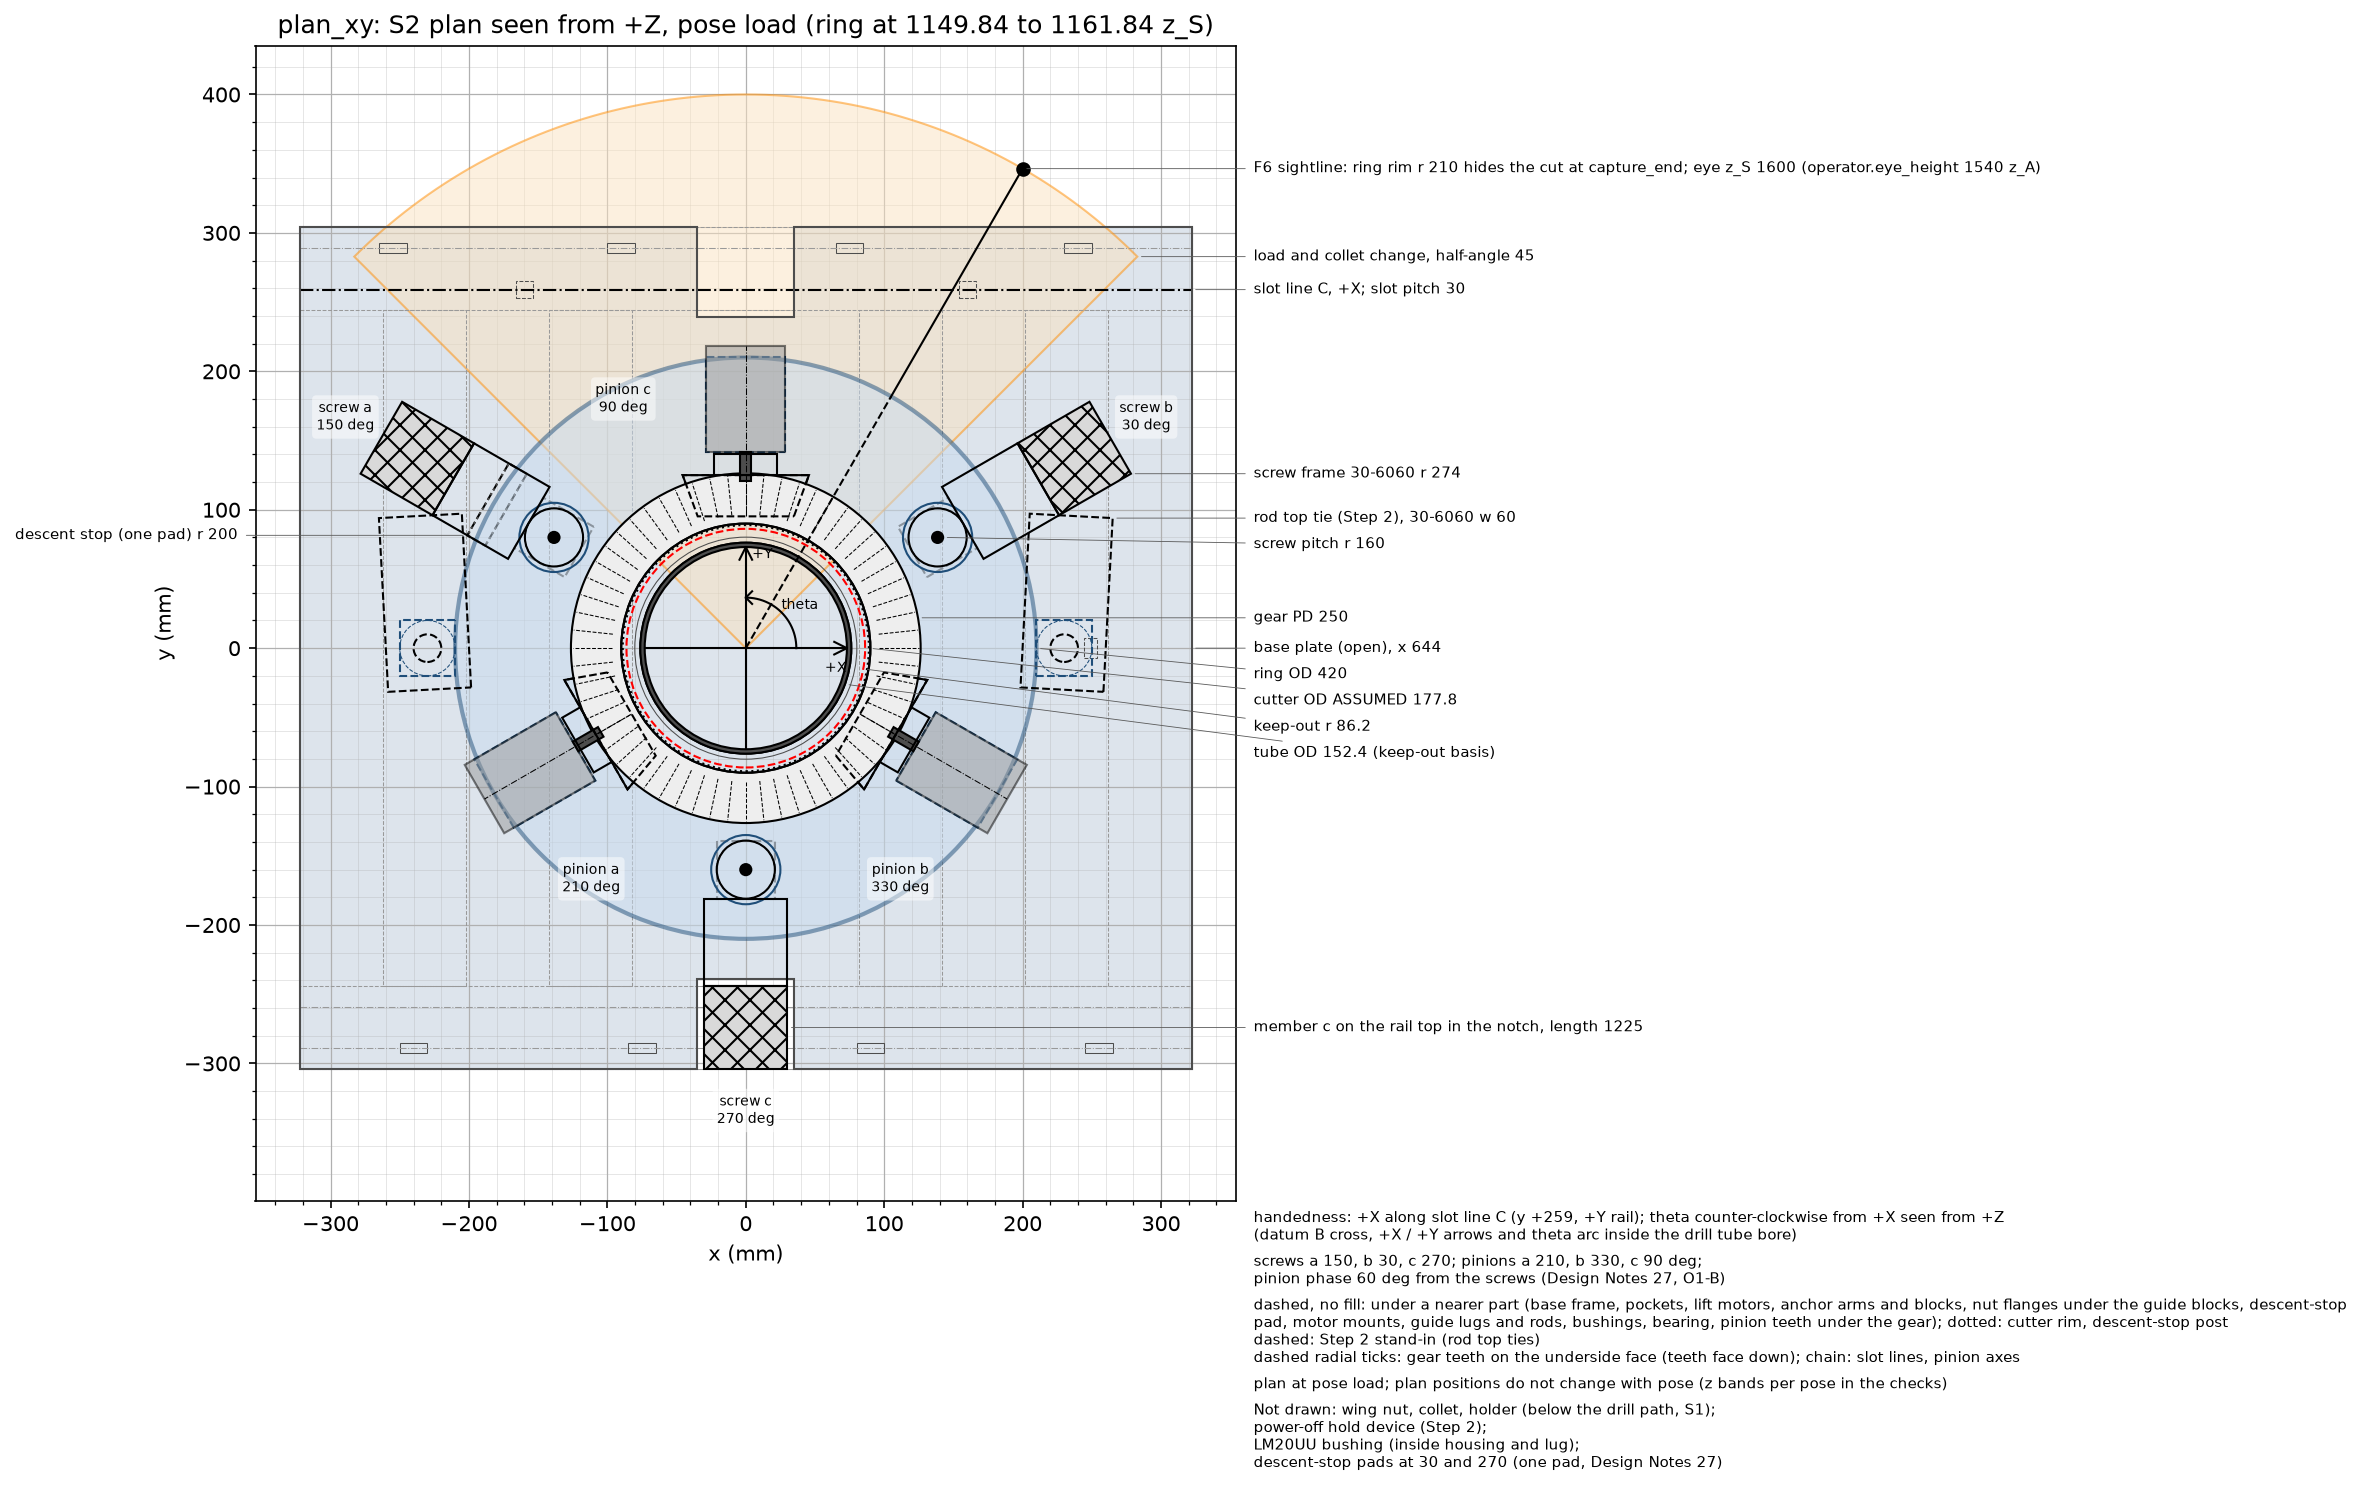 plan_xy: S2 plan seen from +Z, pose load (ring at 1149.84 to 1161.84 z_S)
400
300
200
100
0
−100
−200
−300
y (mm)
−300
−200
−100
0
100
200
300
x (mm)
pinion c
90 deg
screw a
150 deg
screw b
30 deg
+Y
theta
+X
pinion a
210 deg
pinion b
330 deg
screw c
270 deg
descent stop (one pad) r 200
F6 sightline: ring rim r 210 hides the cut at capture_end; eye z_S 1600 (operator.eye_height 1540 z_A)
load and collet change, half-angle 45
slot line C, +X; slot pitch 30
screw frame 30-6060 r 274
rod top tie (Step 2), 30-6060 w 60
screw pitch r 160
gear PD 250
base plate (open), x 644
ring OD 420
cutter OD ASSUMED 177.8
keep-out r 86.2
tube OD 152.4 (keep-out basis)
member c on the rail top in the notch, length 1225
handedness: +X along slot line C (y +259, +Y rail); theta counter-clockwise from +X seen from +Z
(datum B cross, +X / +Y arrows and theta arc inside the drill tube bore)
screws a 150, b 30, c 270; pinions a 210, b 330, c 90 deg;
pinion phase 60 deg from the screws (Design Notes 27, O1-B)
dashed, no fill: under a nearer part (base frame, pockets, lift motors, anchor arms and blocks, nut flanges under the guide blocks, descent-stop
pad, motor mounts, guide lugs and rods, bushings, bearing, pinion teeth under the gear); dotted: cutter rim, descent-stop post
dashed: Step 2 stand-in (rod top ties)
dashed radial ticks: gear teeth on the underside face (teeth face down); chain: slot lines, pinion axes
plan at pose load; plan positions do not change with pose (z bands per pose in the checks)
Not drawn: wing nut, collet, holder (below the drill path, S1);
power-off hold device (Step 2);
LM20UU bushing (inside housing and lug);
descent-stop pads at 30 and 270 (one pad, Design Notes 27)